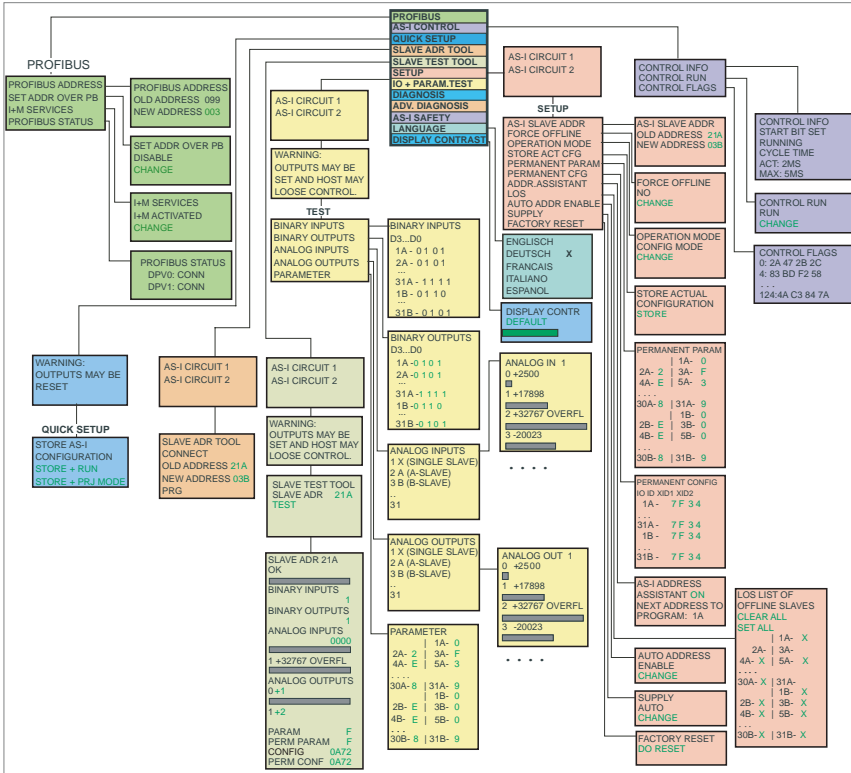 PROFIBUS
AS-I CONTROL
QUICK SETUP
SLAVE ADR TOOL
SLAVE TEST TOOL
SETUP
IO + PARAM.TEST
DIAGNOSIS
ADV. DIAGNOSIS
AS-I SAFETY
LANGUAGE
DISPLAY CONTRAST
PROFIBUS
PROFIBUS ADDRESS
SET ADDR OVER PB
I+M SERVICES
PROFIBUS STATUS
PROFIBUS ADDRESS
OLD ADDRESS 099
NEW ADDRESS 003
SET ADDR OVER PB
DISABLE
CHANGE
I+M SERVICES
I+M ACTIVATED
CHANGE
PROFIBUS STATUS
DPV0: CONN
DPV1: CONN
WARNING:
OUTPUTS MAY BE
RESET
QUICK SETUP
STORE AS-I
CONFIGURATION
STORE + RUN
STORE + PRJ MODE
AS-I CIRCUIT 1
AS-I CIRCUIT 2
SLAVE ADR TOOL
CONNECT
OLD ADDRESS 21A
NEW ADDRESS 03B
PRG
AS-I CIRCUIT 1
AS-I CIRCUIT 2
WARNING:
OUTPUTS MAY BE
SET AND HOST MAY
LOOSE CONTROL.
SLAVE TEST TOOL
SLAVE ADR 21A
TEST
SLAVE ADR 21A
OK
BINARY INPUTS
1
BINARY OUTPUTS
1
ANALOG INPUTS
0000
1 +32767 OVERFL
ANALOG OUTPUTS
0 +1
1 +2
PARAM F
PERM PARAM F
CONFIG 0A72
PERM CONF 0A72
AS-I CIRCUIT 1
AS-I CIRCUIT 2
WARNING:
OUTPUTS MAY BE
SET AND HOST MAY
LOOSE CONTROL.
TEST
BINARY INPUTS
BINARY OUTPUTS
ANALOG INPUTS
ANALOG OUTPUTS
PARAMETER
BINARY INPUTS
D3...D0
1A - 0 1 0 1
2A - 0 1 0 1
...
31A - 1 1 1 1
1B - 0 1 1 0
...
31B - 0 1 0 1
BINARY OUTPUTS
D3...D0
1A - 0 1 0 1
2A - 0 1 0 1
...
31A - 1 1 1 1
1B - 0 1 1 0
...
31B - 0 1 0 1
ANALOG INPUTS
1 X (SINGLE SLAVE)
2 A (A-SLAVE)
3 B (B-SLAVE)
..
31
ANALOG OUTPUTS
1 X (SINGLE SLAVE)
2 A (A-SLAVE)
3 B (B-SLAVE)
..
31
PARAMETER
| 1A- 0
2A- 2 | 3A- F
4A- E | 5A- 3
. . . .
30A- 8 | 31A- 9
| 1B- 0
2B- E | 3B- 0
4B- E | 5B- 0
. . . .
30B- 8 | 31B- 9
ANALOG IN 1
0 +2500
1 +17898
2 +32767 OVERFL
3 -20023
. . . .
ANALOG OUT 1
0 +2500
1 +17898
2 +32767 OVERFL
3 -20023
. . . .
AS-I CIRCUIT 1
AS-I CIRCUIT 2
SETUP
AS-I SLAVE ADDR
FORCE OFFLINE
OPERATION MODE
STORE ACT CFG
PERMANENT PARAM
PERMANENT CFG
ADDR.ASSISTANT
LOS
AUTO ADDR ENABLE
SUPPLY
FACTORY RESET
ENGLISCH
DEUTSCH X
FRANCAIS
ITALIANO
ESPANOL
DISPLAY CONTR
DEFAULT
AS-I SLAVE ADDR
OLD ADDRESS 21A
NEW ADDRESS 03B
FORCE OFFLINE
NO
CHANGE
OPERATION MODE
CONFIG MODE
CHANGE
STORE ACTUAL
CONFIGURATION
STORE
PERMANENT PARAM
| 1A- 0
2A- 2 | 3A- F
4A- E | 5A- 3
. . . .
30A- 8 | 31A- 9
| 1B- 0
2B- E | 3B- 0
4B- E | 5B- 0
. . . .
30B- 8 | 31B- 9
PERMANENT CONFIG
IO ID XID1 XID2
1A - 7 F 3 4
...
31A - 7 F 3 4
1B - 7 F 3 4
...
31B - 7 F 3 4
AS-I ADDRESS
ASSISTANT ON
NEXT ADDRESS TO
PROGRAM: 1A
AUTO ADDRESS
ENABLE
CHANGE
SUPPLY
AUTO
CHANGE
FACTORY RESET
DO RESET
LOS LIST OF
OFFLINE SLAVES
CLEAR ALL
SET ALL
| 1A- X
2A- | 3A-
4A- X | 5A- X
. . . .
30A- X | 31A-
| 1B- X
2B- X | 3B- X
4B- X | 5B- X
. . . .
30B- X | 31B- X
CONTROL INFO
CONTROL RUN
CONTROL FLAGS
CONTROL INFO
START BIT SET
RUNNING
CYCLE TIME
ACT: 2MS
MAX: 5MS
CONTROL RUN
RUN
CHANGE
CONTROL FLAGS
0: 2A 47 2B 2C
4: 83 BD F2 58
. . .
124:4A C3 84 7A